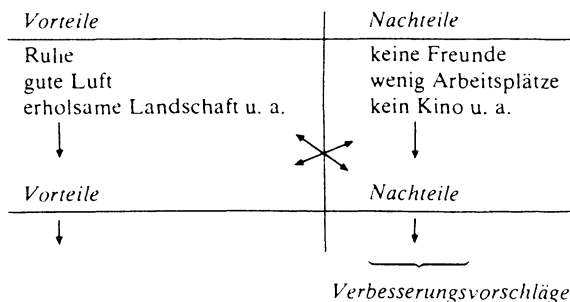 Vorteile Nachteile
Ruhe keine Freunde
gute Luft wenig Arbeitsplätze
erholsame Landschaft u. a. kein Kino u. a.
Vorteile Nachteile
Verbesserungsvorschläge